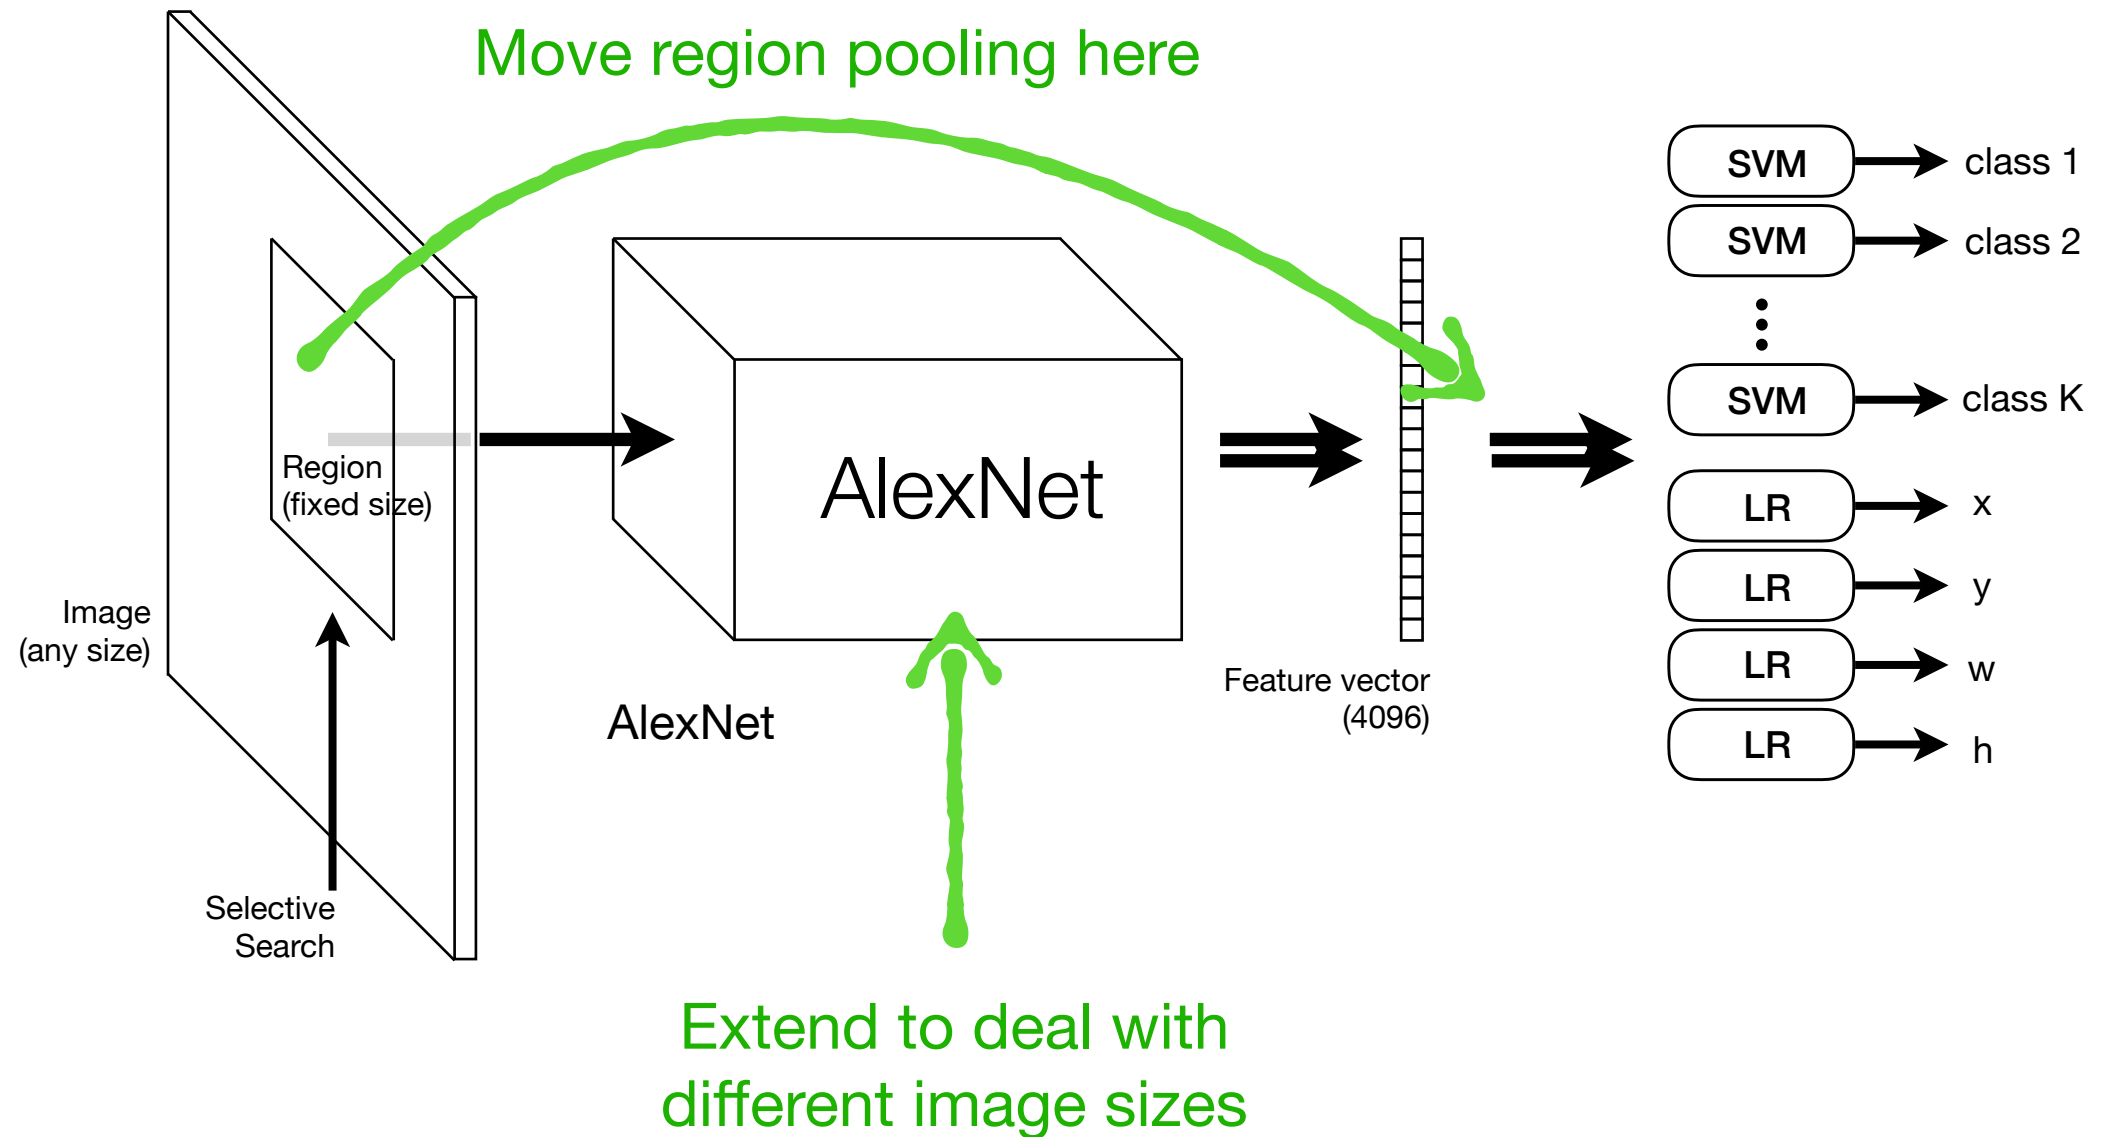 Move region pooling here
SVM
class 1
SVM
class 2
SVM
class K
Region
(fixed size)
AlexNet
LR
x
LR
y
LR
w
LR
h
Image
(any size)
Feature vector
(4096)
AlexNet
Selective
Search
Extend to deal with
different image sizes